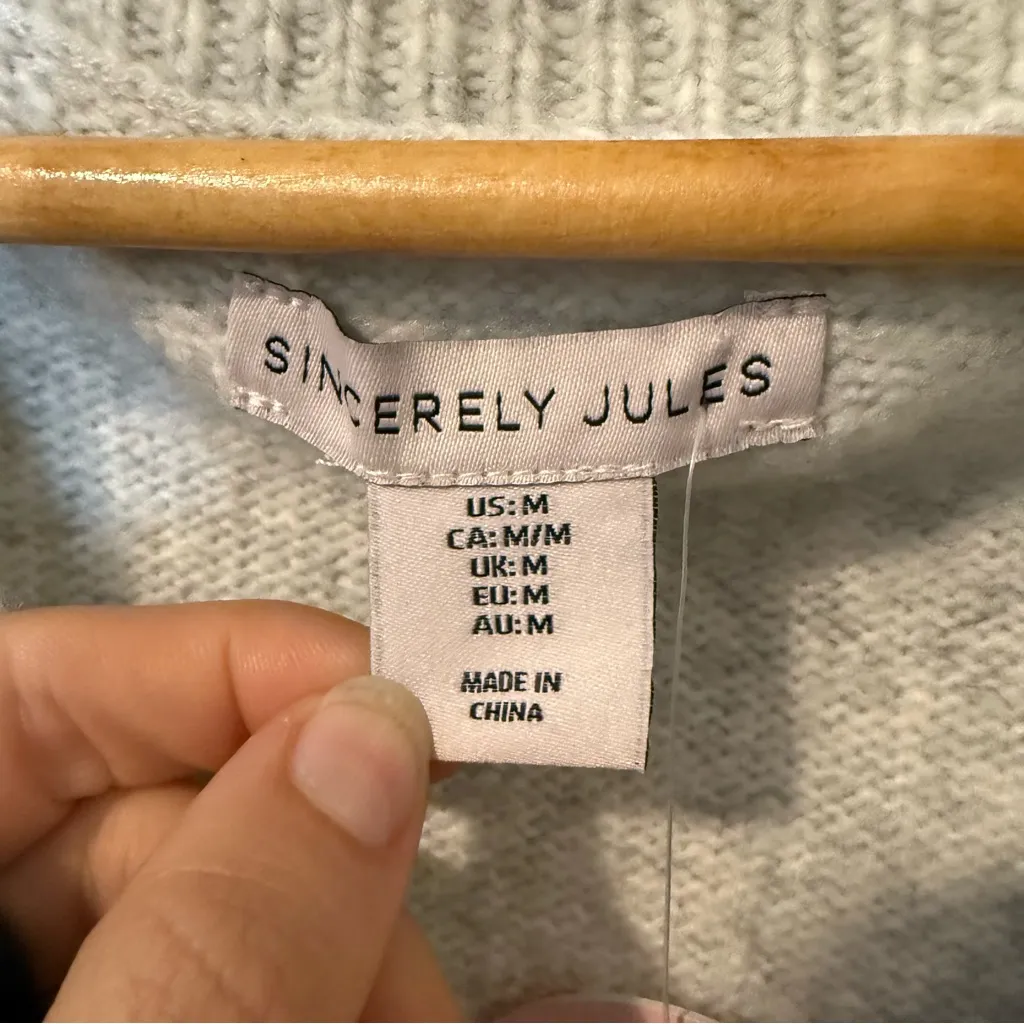 SINCERELY JULES
US: M
CA: M/M
UK: M
EU: M
AU: M
MADE IN
CHINA